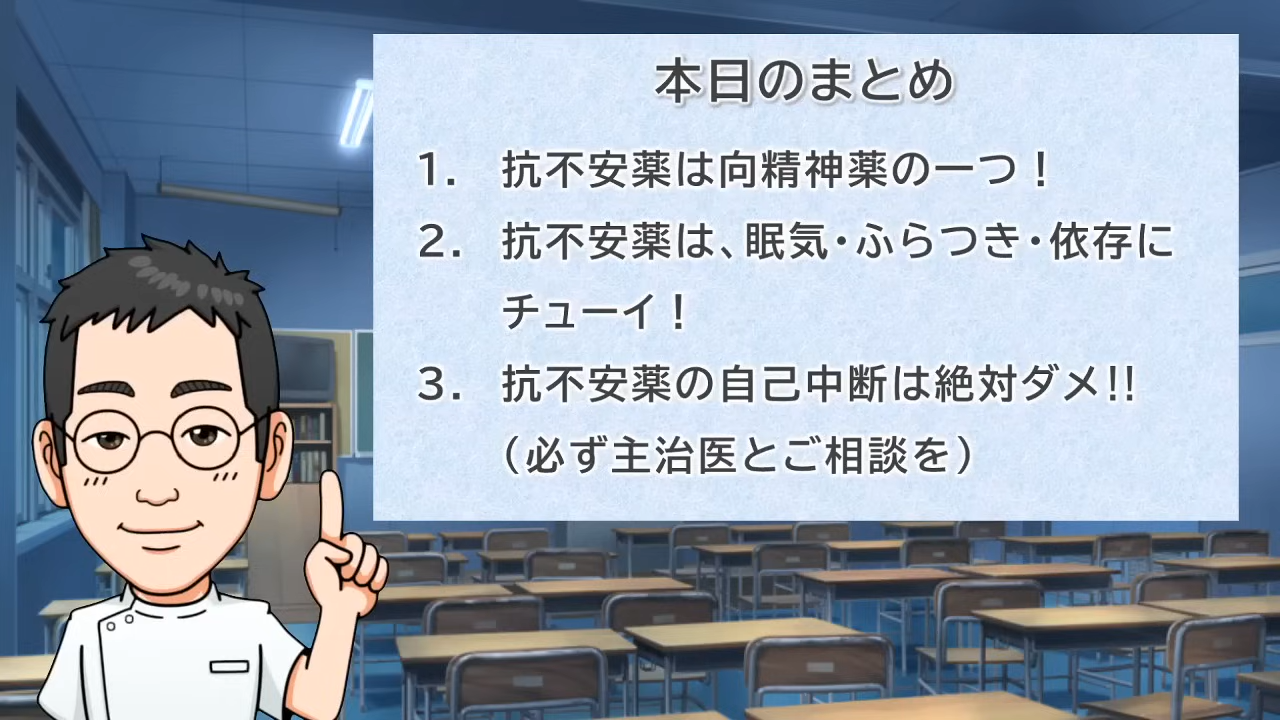 本日のまとめ
1. 抗不安薬は向精神薬の一つ！
2. 抗不安薬は、眠気・ふらつき・依存に
チューイ！
3. 抗不安薬の自己中断は絶対ダメ!!
（必ず主治医とご相談を）